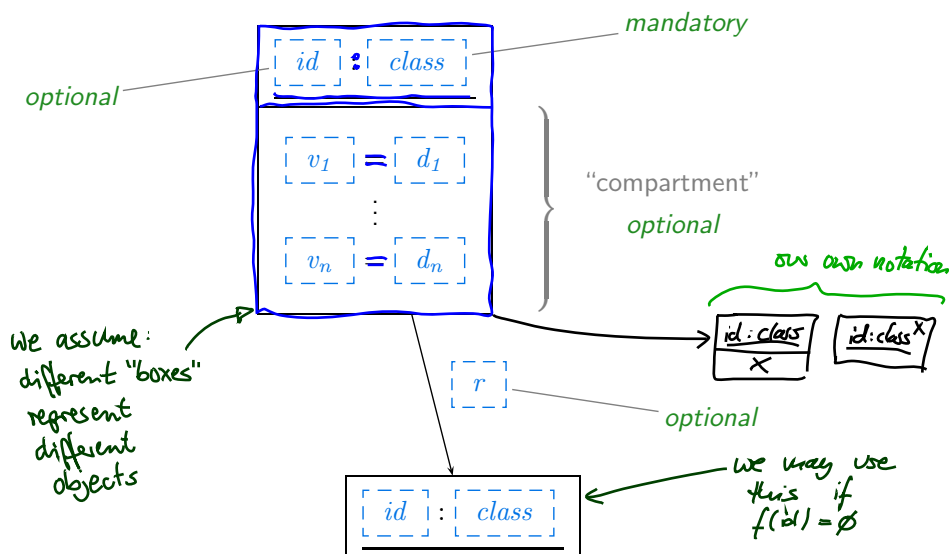 mandatory
id : class
optional
v1 = d1
⋮
vn = dn
"compartment"
optional
our own notation
id: class
X
id: class X
we assume:
different "boxes"
represent
different
objects
r
optional
id : class
we may use
this if
f(id) = ∅